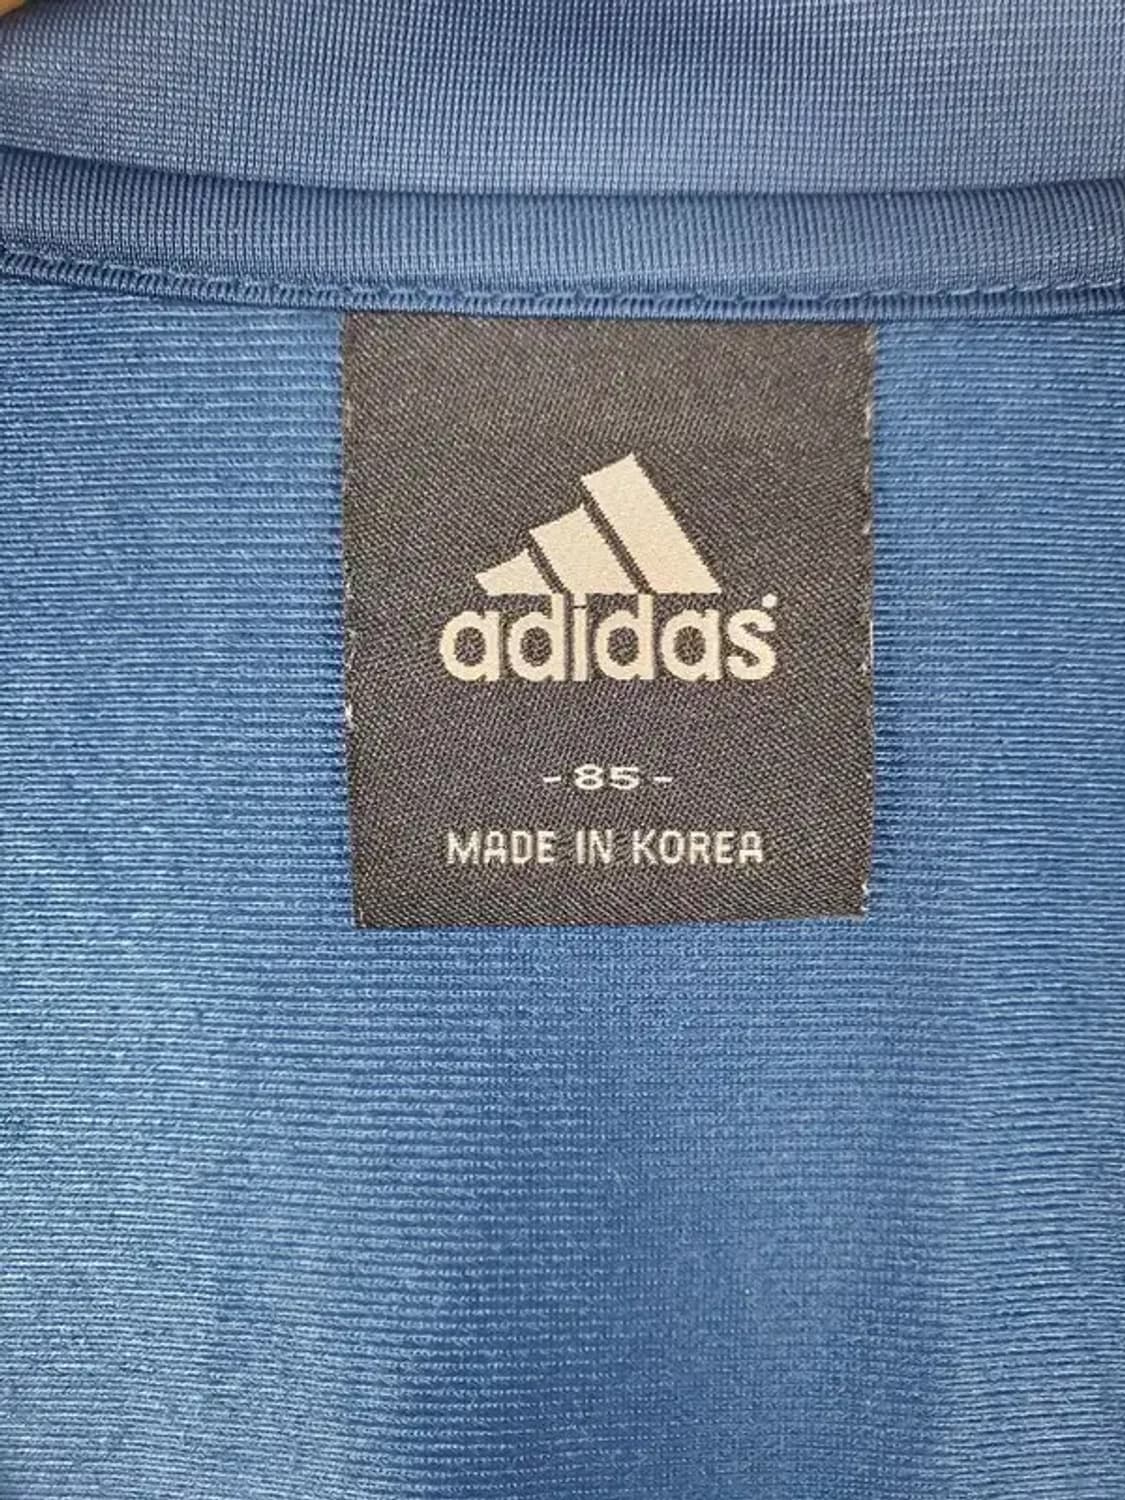 adidas
-85-
MADE IN KOREA